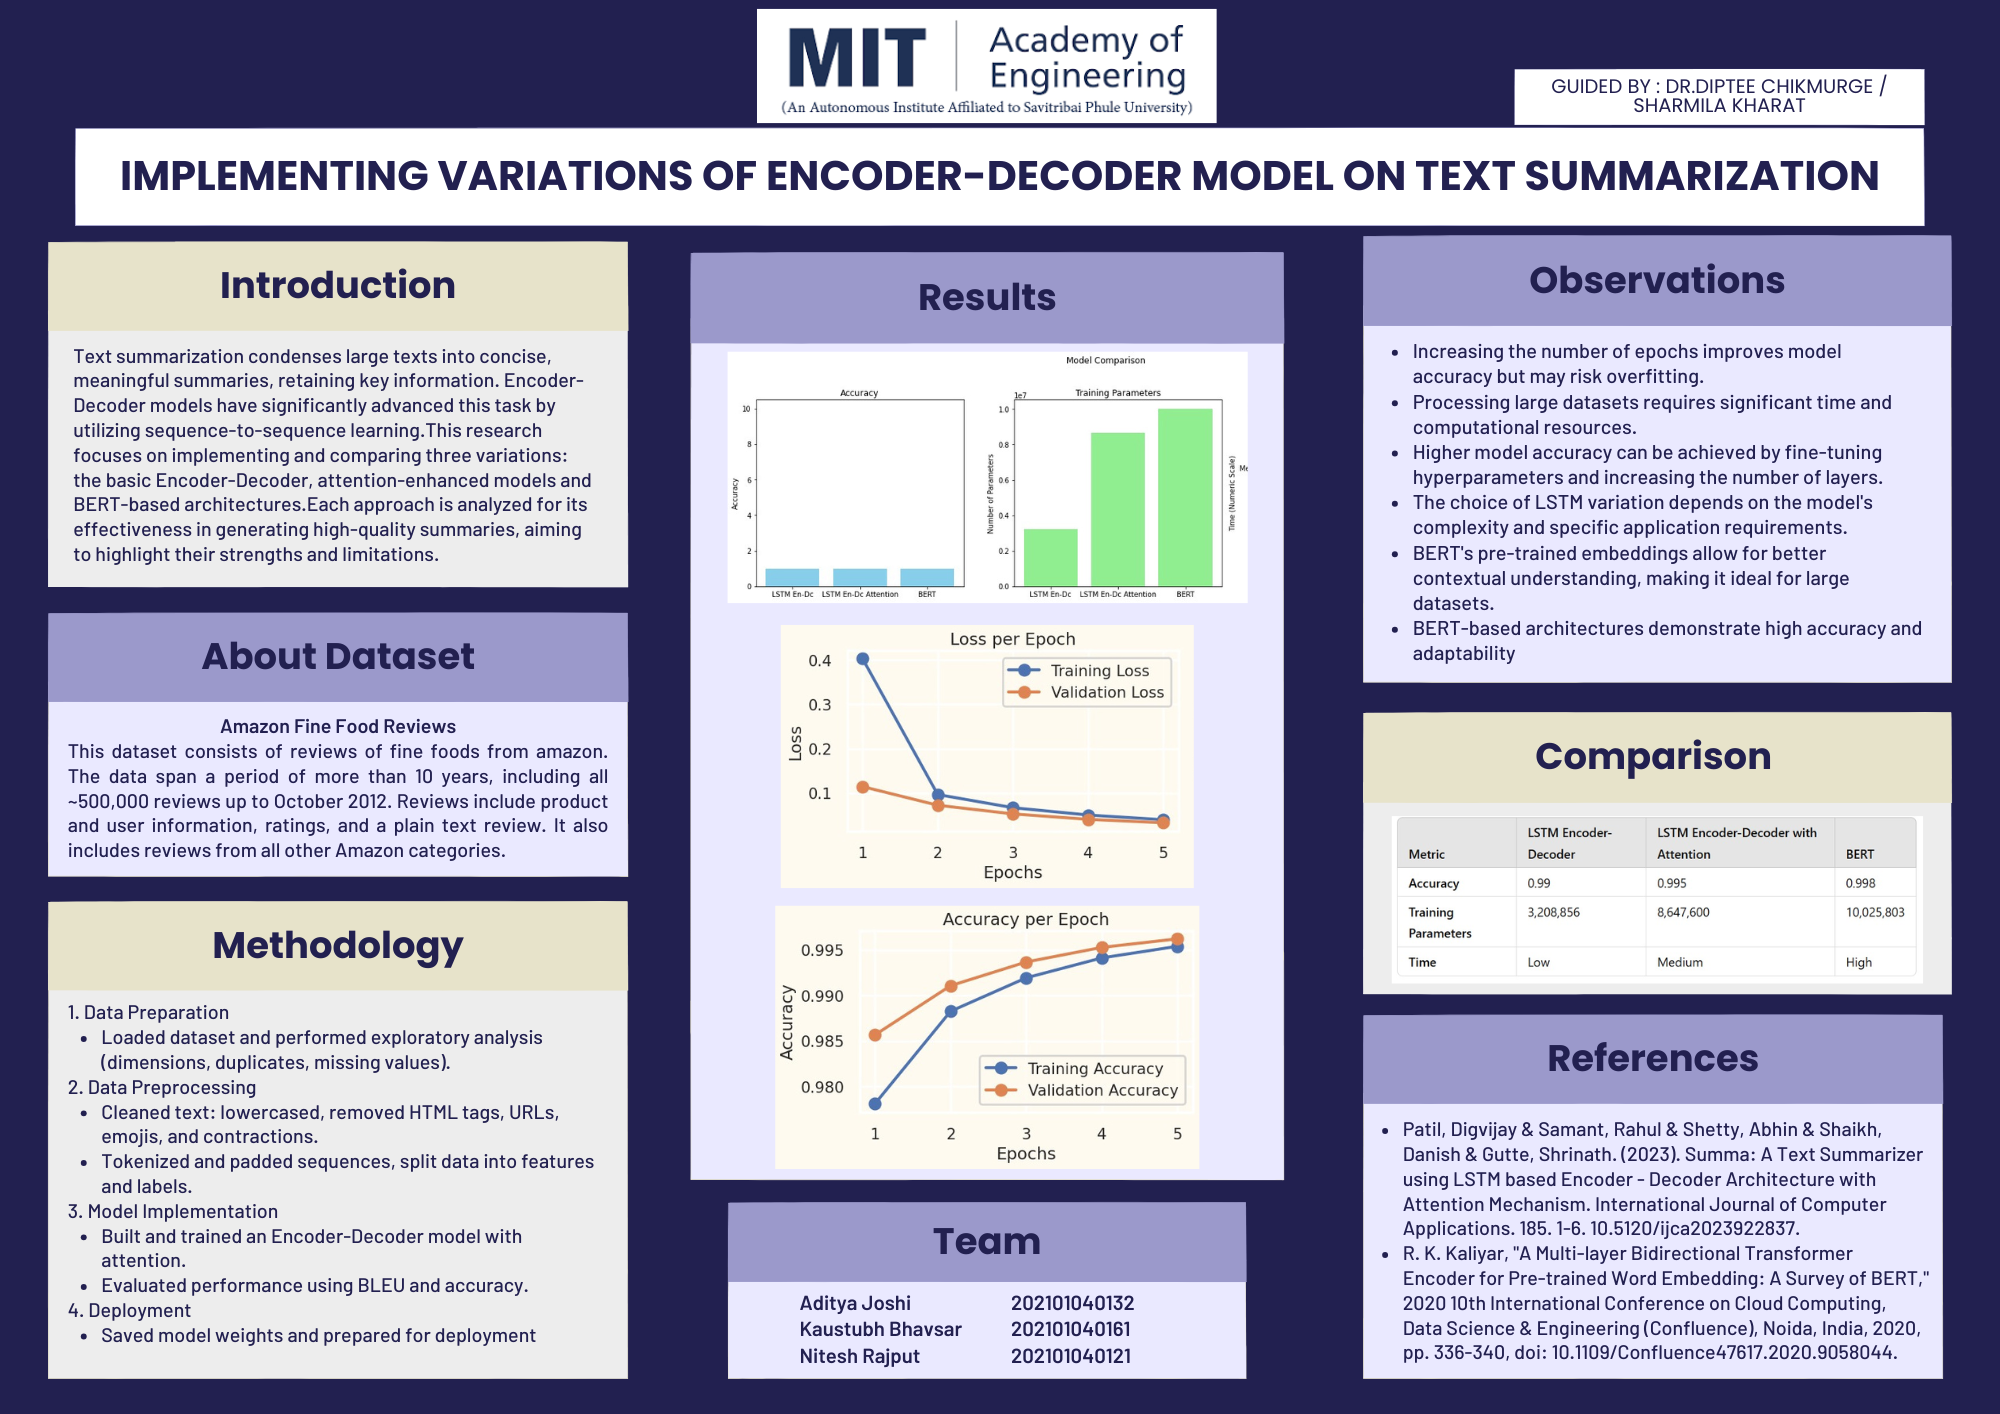 MIT
Academy of
Engineering
(An Autonomous Institute Affiliated to Savitribai Phule University)
GUIDED BY : DR.DIPTEE CHIKMURGE /
SHARMILA KHARAT
IMPLEMENTING VARIATIONS OF ENCODER-DECODER MODEL ON TEXT SUMMARIZATION
Introduction
Text summarization condenses large texts into concise,
meaningful summaries, retaining key information. Encoder-
Decoder models have significantly advanced this task by
utilizing sequence-to-sequence learning.This research
focuses on implementing and comparing three variations:
the basic Encoder-Decoder, attention-enhanced models and
BERT-based architectures.Each approach is analyzed for its
effectiveness in generating high-quality summaries, aiming
to highlight their strengths and limitations.
About Dataset
Amazon Fine Food Reviews
This dataset consists of reviews of fine foods from amazon.
The data span a period of more than 10 years, including all
~500,000 reviews up to October 2012. Reviews include product
and user information, ratings, and a plain text review. It also
includes reviews from all other Amazon categories.
Methodology
1. Data Preparation
• Loaded dataset and performed exploratory analysis
(dimensions, duplicates, missing values).
2. Data Preprocessing
• Cleaned text: lowercased, removed HTML tags, URLs,
emojis, and contractions.
• Tokenized and padded sequences, split data into features
and labels.
3. Model Implementation
• Built and trained an Encoder-Decoder model with
attention.
• Evaluated performance using BLEU and accuracy.
4. Deployment
• Saved model weights and prepared for deployment
Results
Model Comparison
Accuracy
10
8
6
4
2
0
Accuracy
LSTM En-Dc LSTM En-Dc Attention BERT
Training Parameters
1e7
1.0
0.8
0.6
0.4
0.2
0.0
Number of Parameters
LSTM En-Dc LSTM En-Dc Attention BERT
Time (Numeric Scale)
Me
Loss per Epoch
Training Loss
Validation Loss
0.4
0.3
0.2
0.1
Loss
1 2 3 4 5
Epochs
Accuracy per Epoch
0.995
0.990
0.985
0.980
Accuracy
Training Accuracy
Validation Accuracy
1 2 3 4 5
Epochs
Team
Aditya Joshi 202101040132
Kaustubh Bhavsar 202101040161
Nitesh Rajput 202101040121
Observations
• Increasing the number of epochs improves model
accuracy but may risk overfitting.
• Processing large datasets requires significant time and
computational resources.
• Higher model accuracy can be achieved by fine-tuning
hyperparameters and increasing the number of layers.
• The choice of LSTM variation depends on the model's
complexity and specific application requirements.
• BERT's pre-trained embeddings allow for better
contextual understanding, making it ideal for large
datasets.
• BERT-based architectures demonstrate high accuracy and
adaptability
Comparison
Metric LSTM Encoder-Decoder LSTM Encoder-Decoder with Attention BERT
Accuracy 0.99 0.995 0.998
Training Parameters 3,208,856 8,647,600 10,025,803
Time Low Medium High
References
• Patil, Digvijay & Samant, Rahul & Shetty, Abhin & Shaikh,
Danish & Gutte, Shrinath. (2023). Summa: A Text Summarizer
using LSTM based Encoder - Decoder Architecture with
Attention Mechanism. International Journal of Computer
Applications. 185. 1-6. 10.5120/ijca2023922837.
• R. K. Kaliyar, "A Multi-layer Bidirectional Transformer
Encoder for Pre-trained Word Embedding: A Survey of BERT,"
2020 10th International Conference on Cloud Computing,
Data Science & Engineering (Confluence), Noida, India, 2020,
pp. 336-340, doi: 10.1109/Confluence47617.2020.9058044.